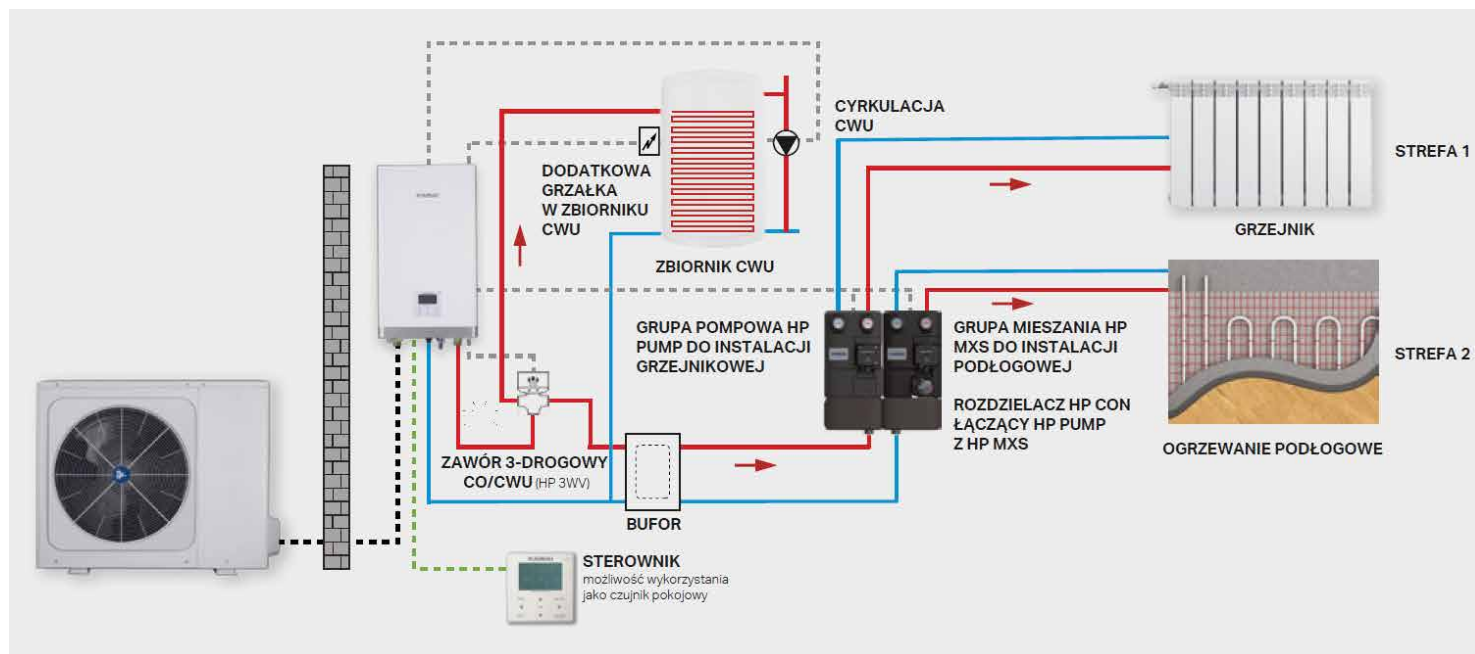 CYRKULACJA
CWU
STREFA 1
DODATKOWA
GRZAŁKA
W ZBIORNIKU
CWU
GRZEJNIK
ZBIORNIK CWU
GRUPA POMPOWA HP
PUMP DO INSTALACJI
GRZEJNIKOWEJ
GRUPA MIESZANIA HP
MXS DO INSTALACJI
PODŁOGOWEJ
STREFA 2
ROZDZIELACZ HP CON
ŁĄCZĄCY HP PUMP
Z HP MXS
OGRZEWANIE PODŁOGOWE
ZAWÓR 3-DROGOWY
CO/CWU (HP 3WV)
BUFOR
STEROWNIK
możliwość wykorzystania
jako czujnik pokojowy